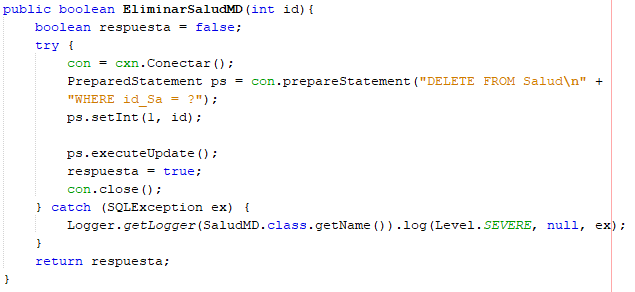 public boolean EliminarSaludMD(int id){
    boolean respuesta = false;
    try {
        con = cxn.Conectar();
        PreparedStatement ps = con.prepareStatement("DELETE FROM Salud\n" +
        "WHERE id_Sa = ?");
        ps.setInt(1, id);

        ps.executeUpdate();
        respuesta = true;
        con.close();
    } catch (SQLException ex) {
        Logger.getLogger(SaludMD.class.getName()).log(Level.SEVERE, null, ex);
    }
    return respuesta;
}